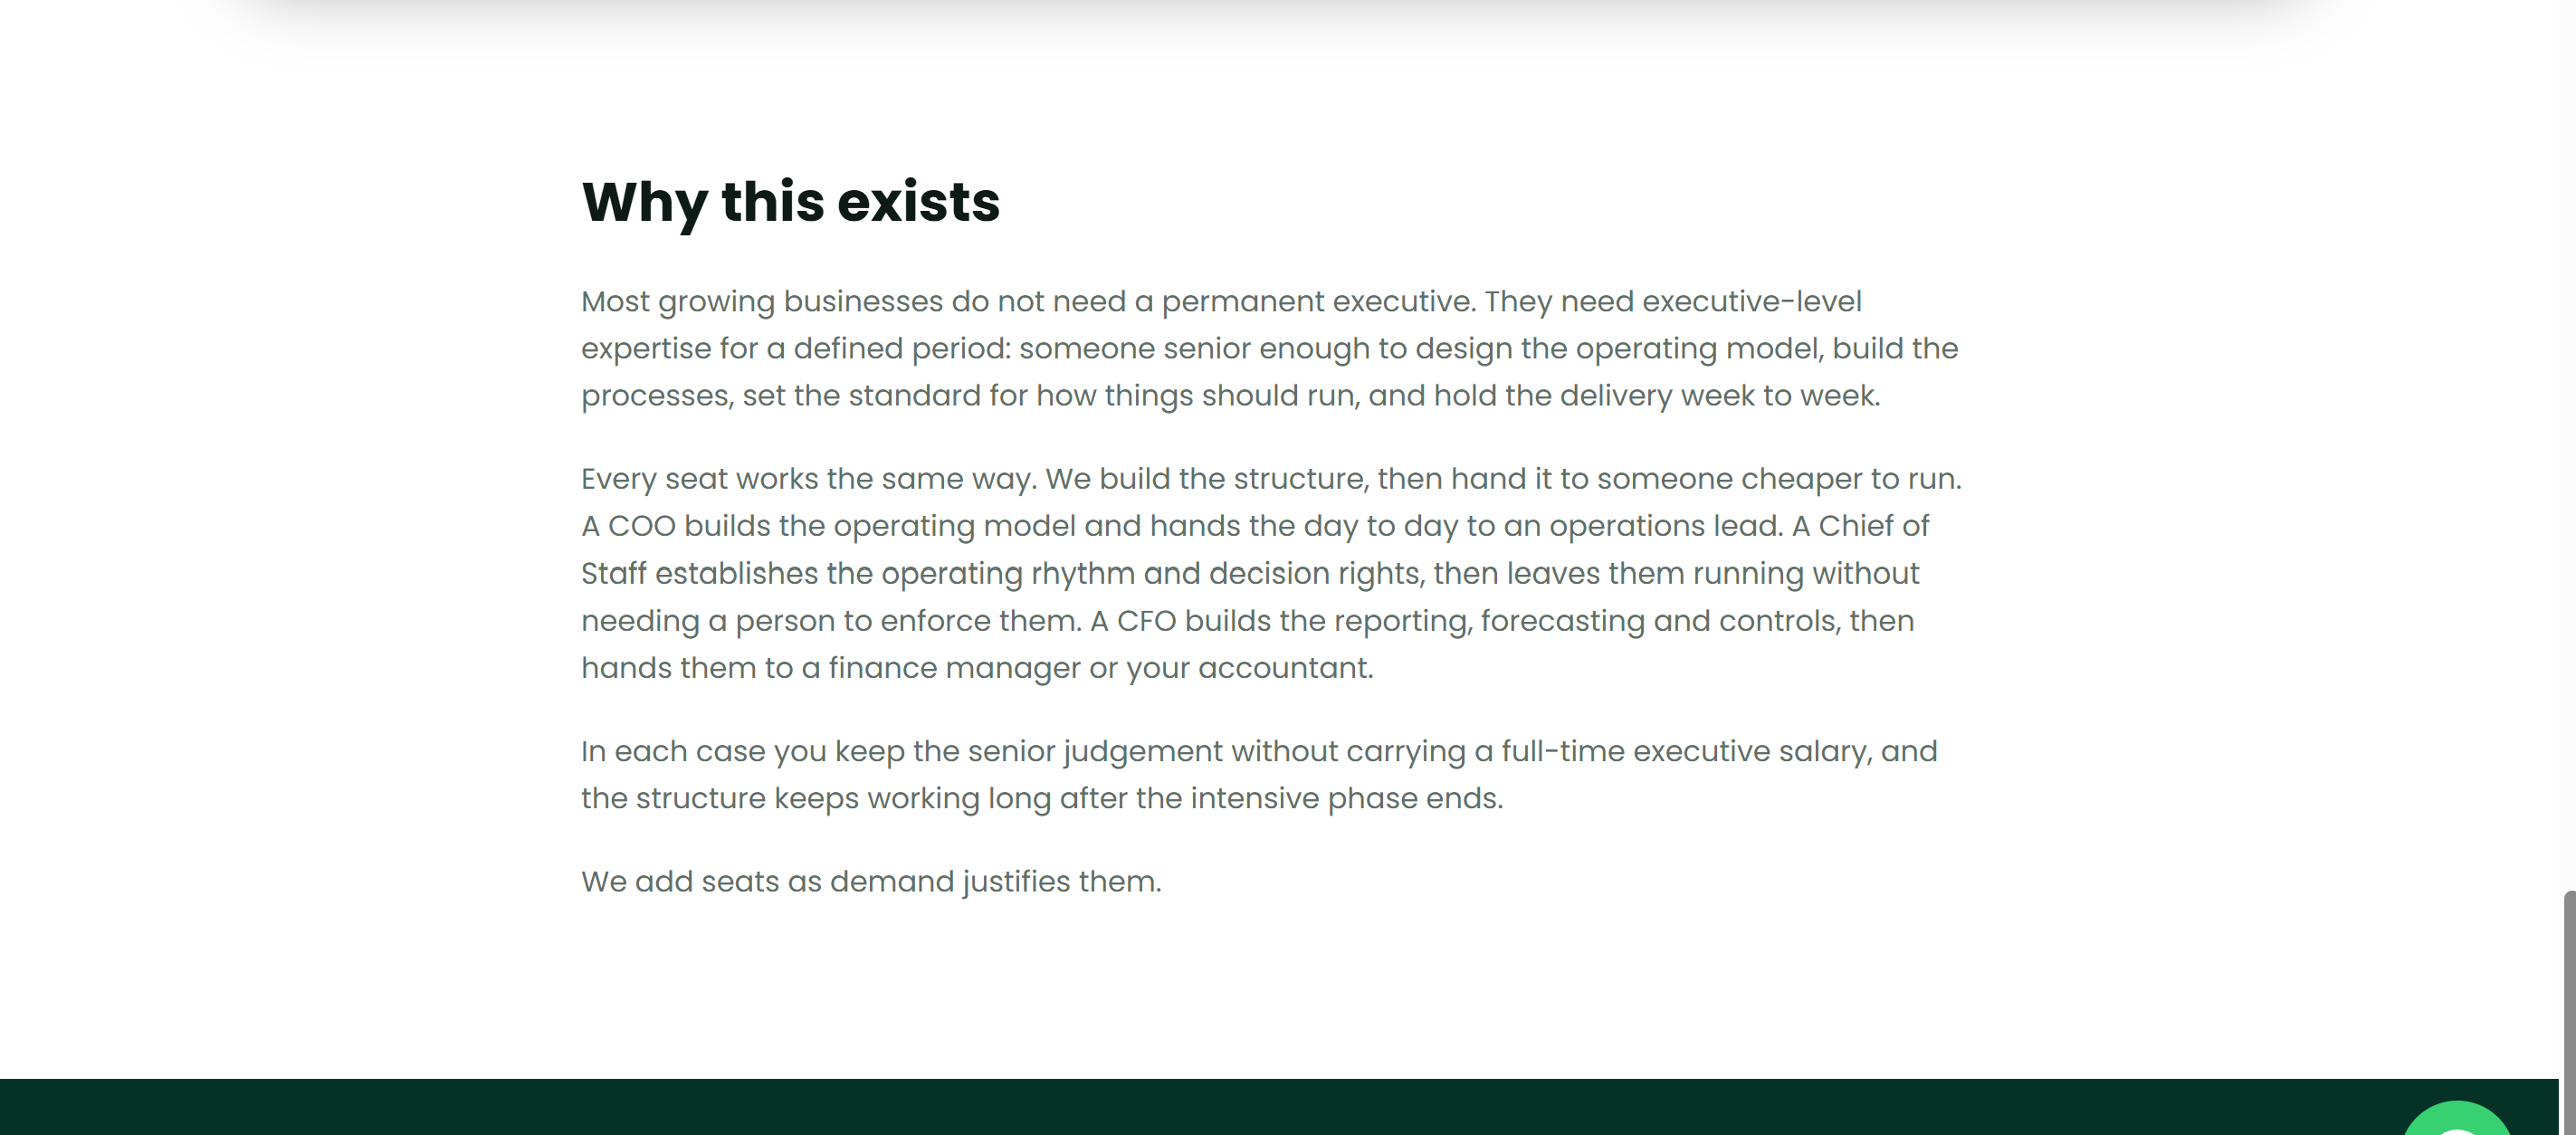 Why this exists
Most growing businesses do not need a permanent executive. They need executive-level
expertise for a defined period: someone senior enough to design the operating model, build the
processes, set the standard for how things should run, and hold the delivery week to week.
Every seat works the same way. We build the structure, then hand it to someone cheaper to run.
A COO builds the operating model and hands the day to day to an operations lead. A Chief of
Staff establishes the operating rhythm and decision rights, then leaves them running without
needing a person to enforce them. A CFO builds the reporting, forecasting and controls, then
hands them to a finance manager or your accountant.
In each case you keep the senior judgement without carrying a full-time executive salary, and
the structure keeps working long after the intensive phase ends.
We add seats as demand justifies them.